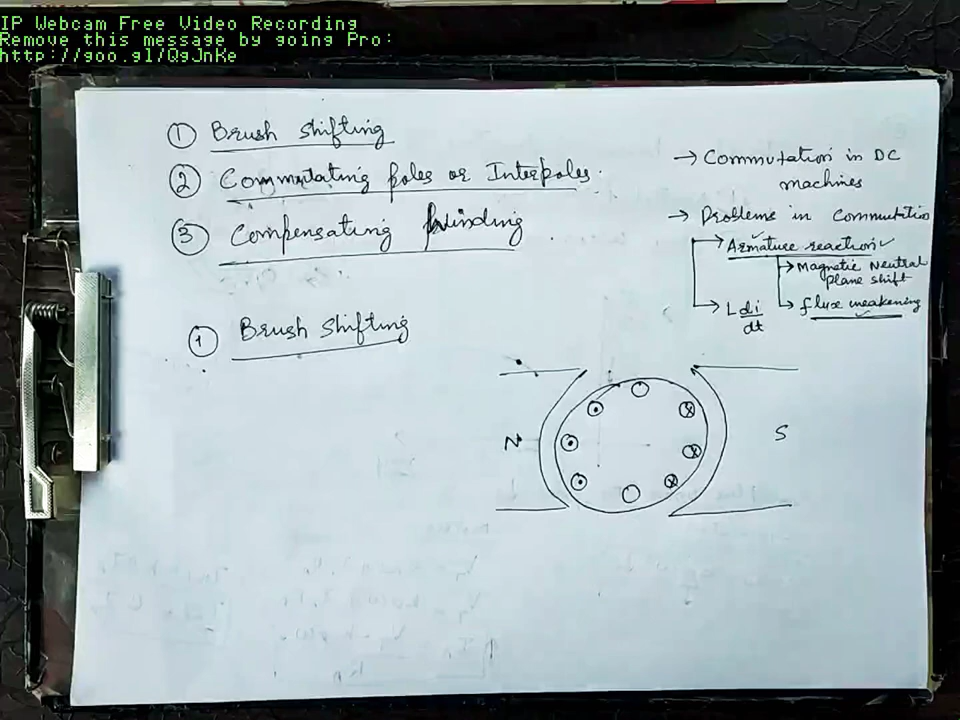 IP Webcam Free Video Recording
Remove this message by going Pro:
http://goo.gl/QgJnKe
① Brush shifting
② Commutating poles or Interpoles.
③ Compensating Winding
→ Commutation in DC
machines
→ Problems in Commutation
→ Armature reaction ✓
→ Magnetic Neutral
Plane shift
→ flux weakening
→ L di/dt
① Brush shifting
N
S